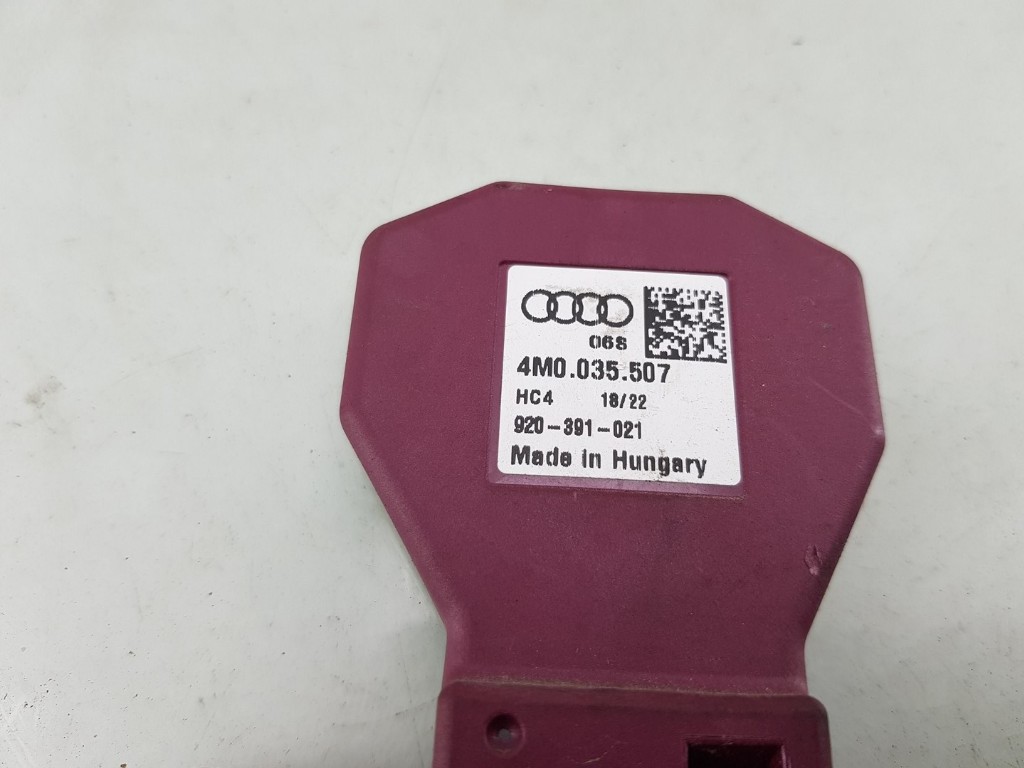 06S
4M0.035.507
HC4 18/22
920-391-021
Made in Hungary